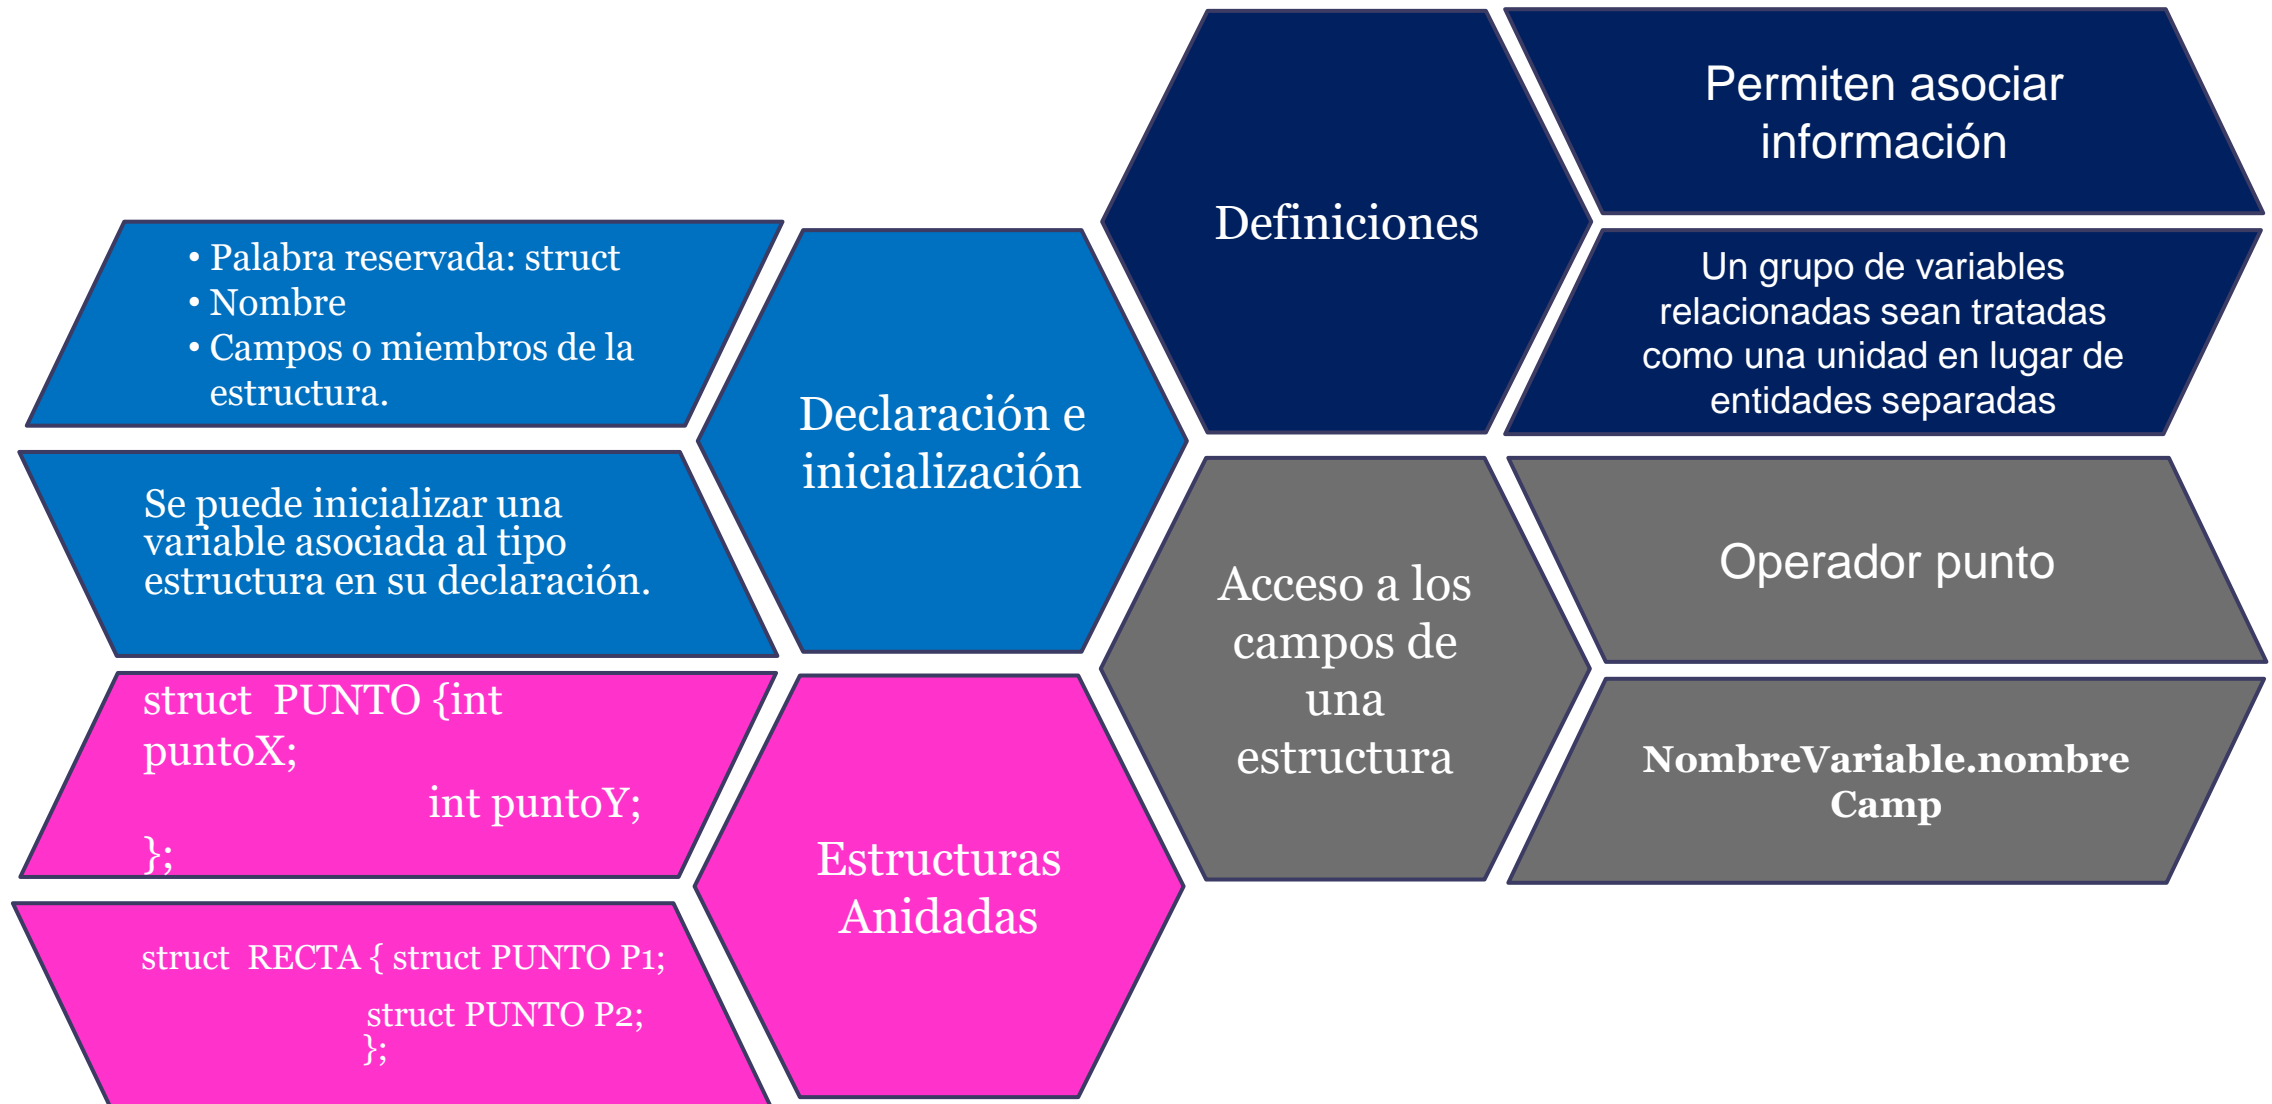 Definiciones
Permiten asociar
información
Un grupo de variables
relacionadas sean tratadas
como una unidad en lugar de
entidades separadas
Declaración e
inicialización
• Palabra reservada: struct
• Nombre
• Campos o miembros de la
estructura.
Se puede inicializar una
variable asociada al tipo
estructura en su declaración.
Acceso a los
campos de
una
estructura
Operador punto
NombreVariable.nombre
Camp
Estructuras
Anidadas
struct  PUNTO {int
puntoX;
int puntoY;
};
struct  RECTA { struct PUNTO P1;
struct PUNTO P2;
};